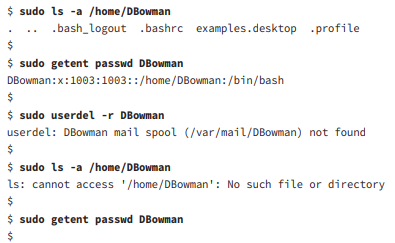 $ sudo ls -a /home/DBowman
.  ..  .bash_logout  .bashrc  examples.desktop  .profile
$
$ sudo getent passwd DBowman
DBowman:x:1003:1003::/home/DBowman:/bin/bash
$
$ sudo userdel -r DBowman
userdel: DBowman mail spool (/var/mail/DBowman) not found
$
$ sudo ls -a /home/DBowman
ls: cannot access '/home/DBowman': No such file or directory
$
$ sudo getent passwd DBowman
$